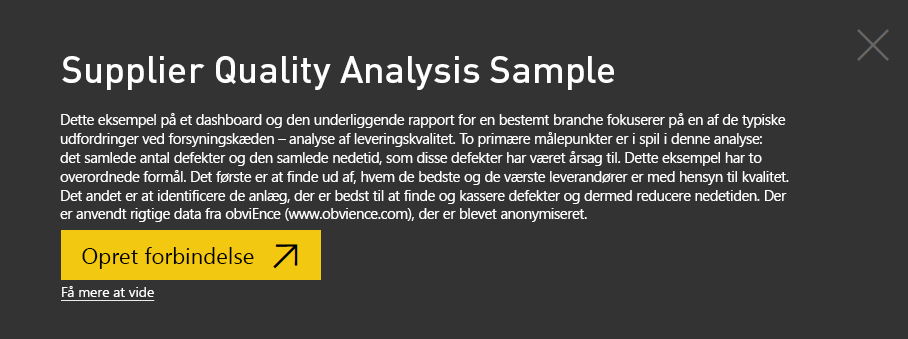 Supplier Quality Analysis Sample
Dette eksempel på et dashboard og den underliggende rapport for en bestemt branche fokuserer på en af de typiske
udfordringer ved forsyningskæden – analyse af leveringskvalitet. To primære målepunkter er i spil i denne analyse:
det samlede antal defekter og den samlede nedetid, som disse defekter har været årsag til. Dette eksempel har to
overordnede formål. Det første er at finde ud af, hvem de bedste og de værste leverandører er med hensyn til kvalitet.
Det andet er at identificere de anlæg, der er bedst til at finde og kassere defekter og dermed reducere nedetiden. Der
er anvendt rigtige data fra obviEnce (www.obvience.com), der er blevet anonymiseret.
Opret forbindelse
Få mere at vide